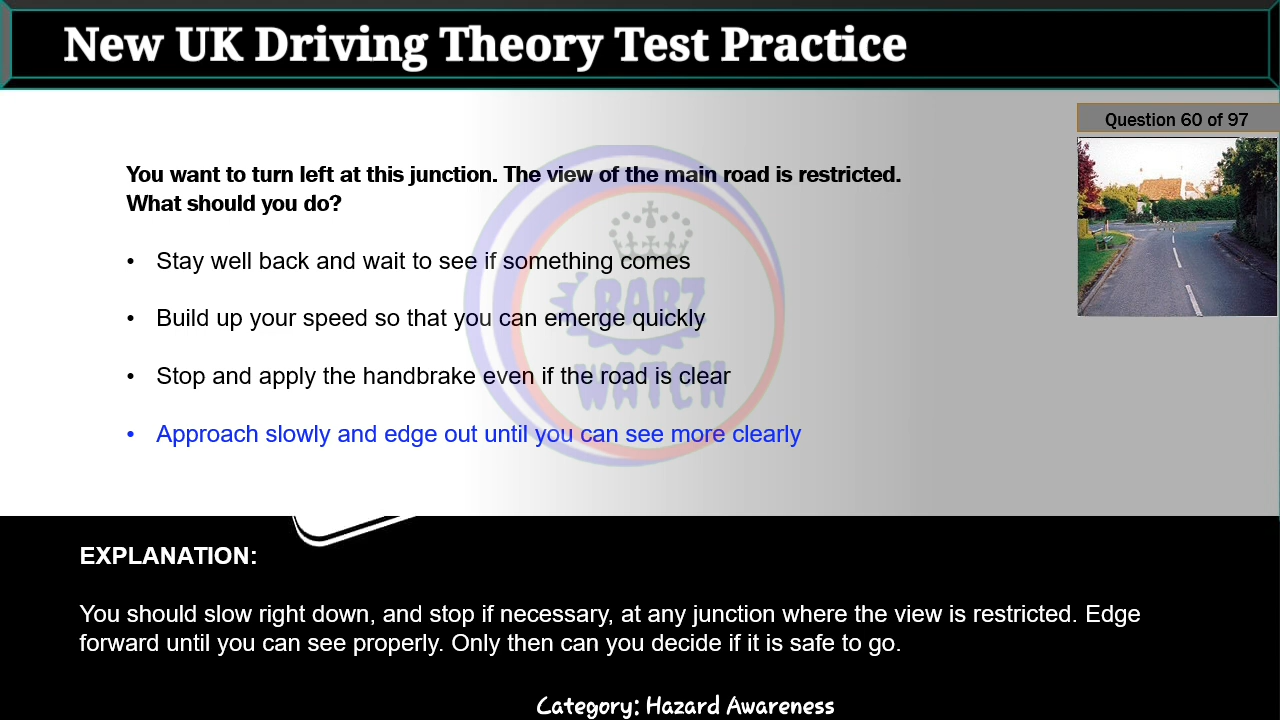 New UK Driving Theory Test Practice
Question 60 of 97
You want to turn left at this junction. The view of the main road is restricted.
What should you do?
• Stay well back and wait to see if something comes
• Build up your speed so that you can emerge quickly
• Stop and apply the handbrake even if the road is clear
• Approach slowly and edge out until you can see more clearly
BABZ
WATCH
EXPLANATION:
You should slow right down, and stop if necessary, at any junction where the view is restricted. Edge
forward until you can see properly. Only then can you decide if it is safe to go.
Category: Hazard Awareness